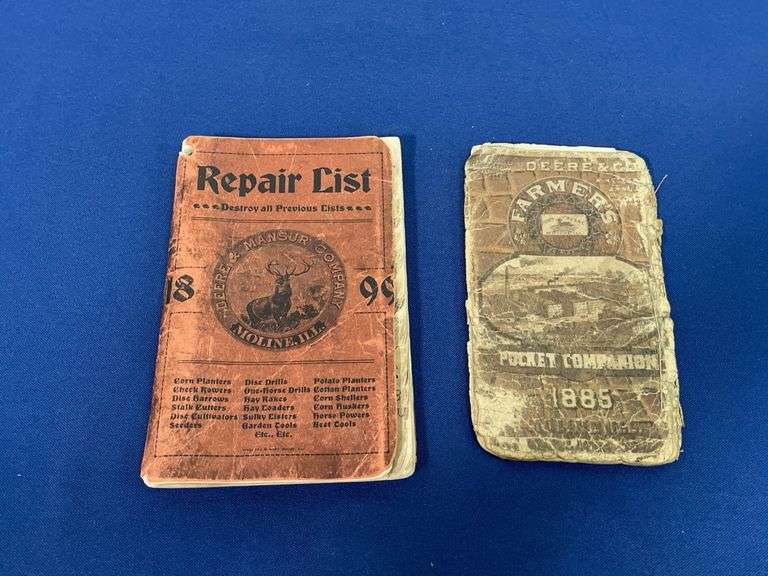 Repair List
Destroy all Previous Lists
DEERE & MANSUR COMPANY
1899
MOLINE, ILL.
Corn Planters
Check Rowers
Disc Harrows
Stalk Cutters
Disc Cultivators
Seeders
Disc Drills
One-Horse Drills
Hay Rakes
Hay Loaders
Sulky Listers
Garden Tools
Etc., Etc.
Potato Planters
Cotton Planters
Corn Shellers
Corn Huskers
Horse Powers
Beet Tools
DEERE & CO.
FARMER'S
POCKET COMPANION
1885